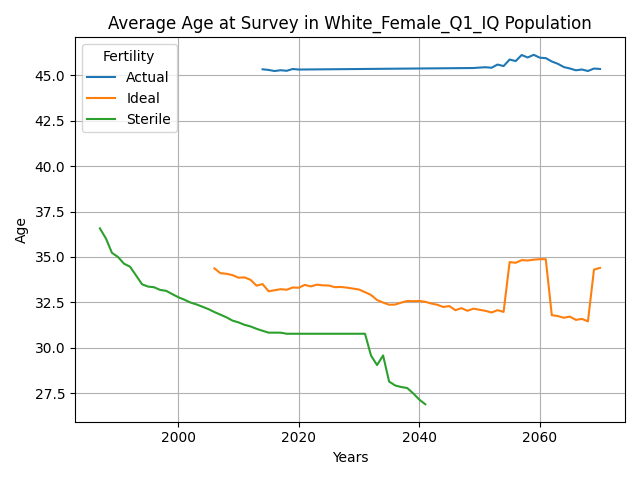 Average Age at Survey in White_Female_Q1_IQ Population
Fertility
Actual
Ideal
Sterile
45.0
42.5
40.0
37.5
35.0
32.5
30.0
27.5
Age
2000
2020
2040
2060
Years